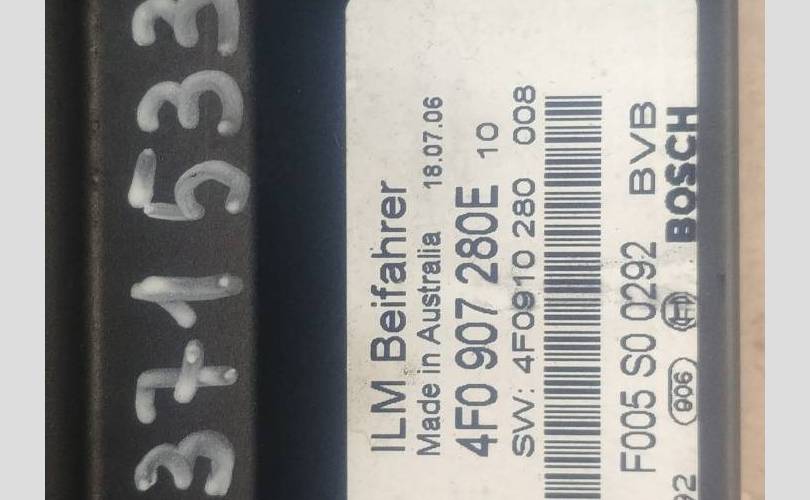 371533
ILM Beifahrer
Made in Australia 18.07.06
4F0 907 280E 10
SW: 4F0910 280 008
F005 S0 0292 BVB
906 BOSCH
92